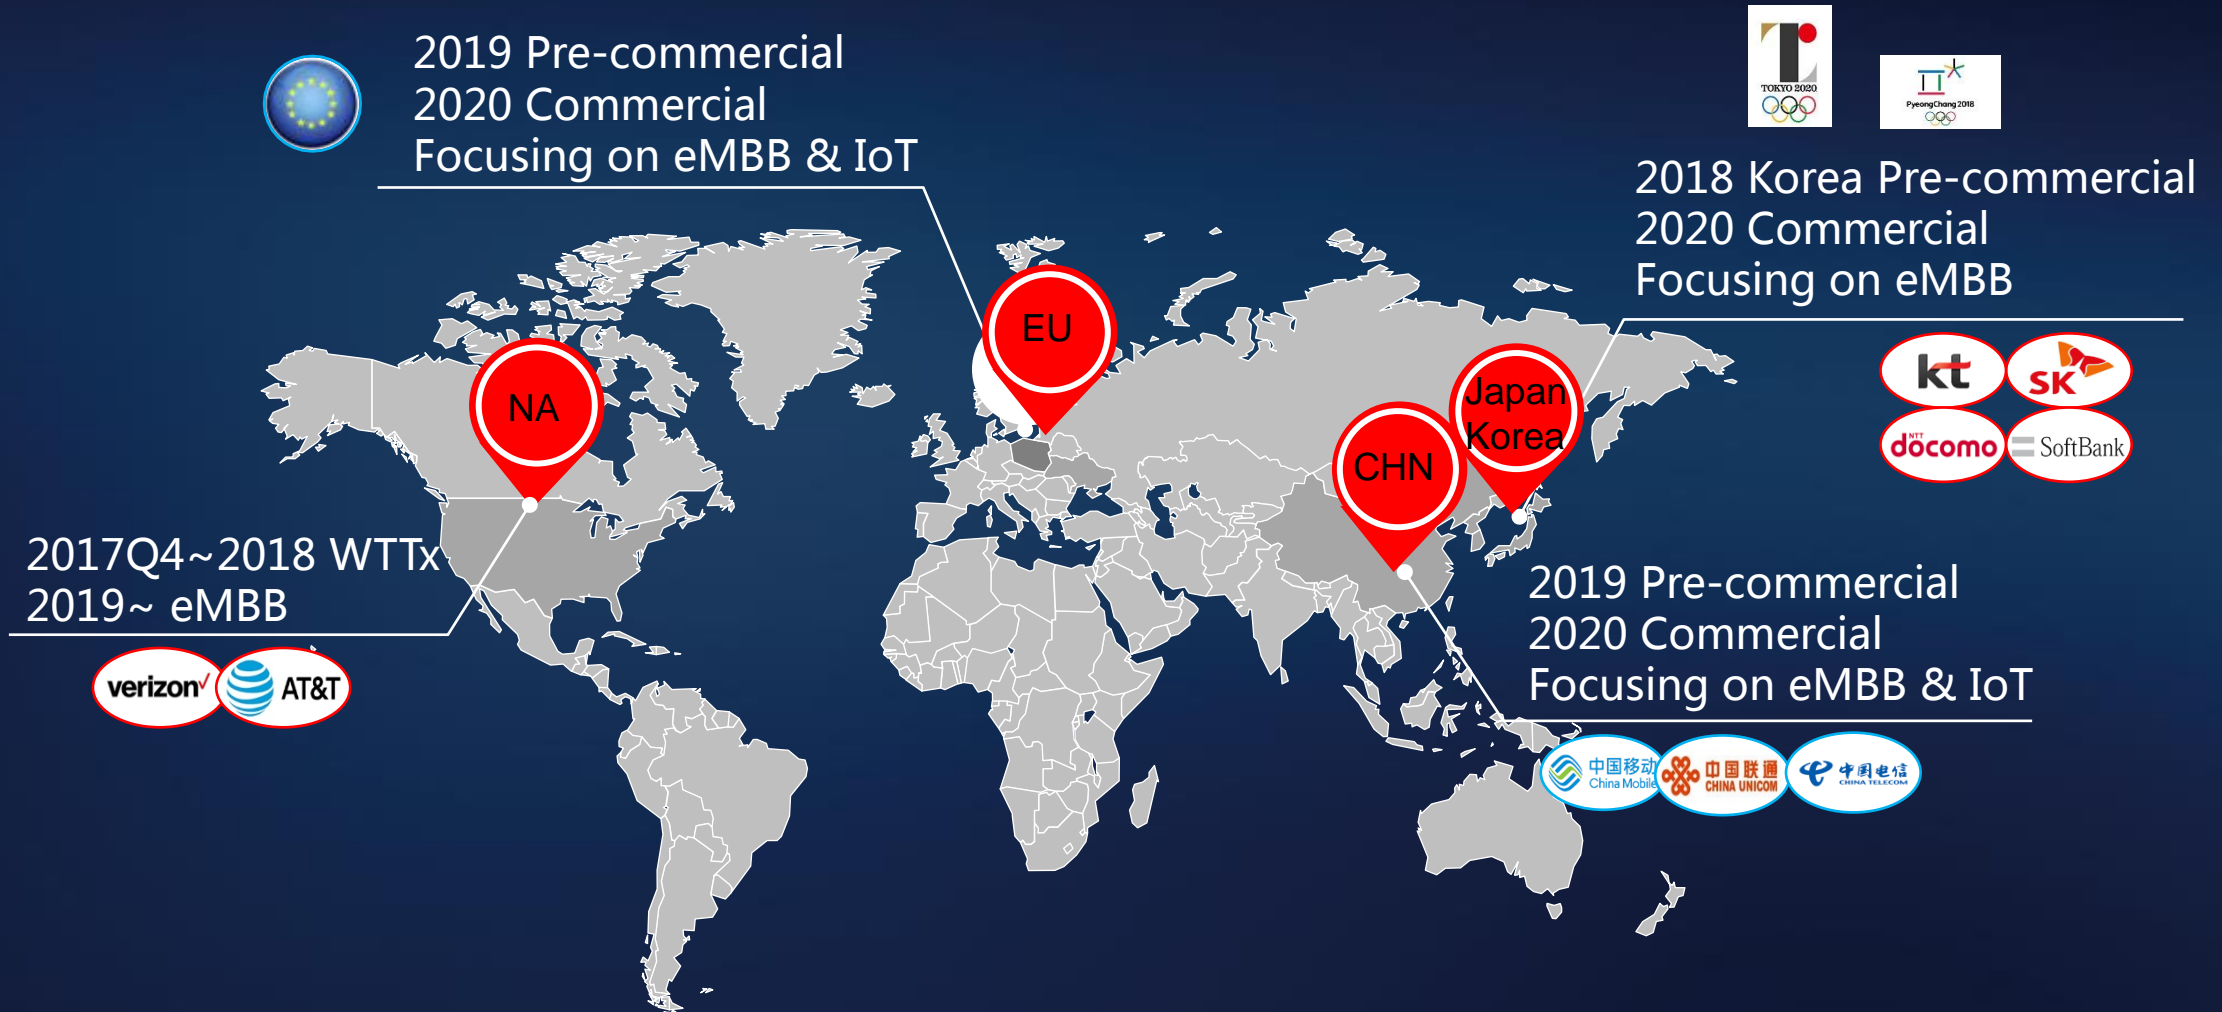 2019 Pre-commercial
2020 Commercial
Focusing on eMBB & IoT
TOKYO 2020
PyeongChang 2018
2018 Korea Pre-commercial
2020 Commercial
Focusing on eMBB
kt
SK
NTT
döcomo
SoftBank
EU
NA
Japan
Korea
CHN
2017Q4~2018 WTTx
2019~ eMBB
verizon
AT&T
2019 Pre-commercial
2020 Commercial
Focusing on eMBB & IoT
中国移动
China Mobile
中国联通
CHINA UNICOM
中国电信
CHINA TELECOM